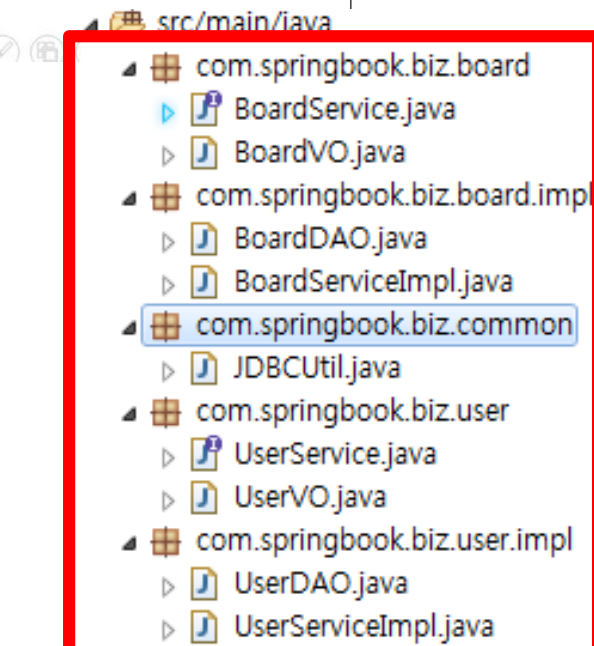 src/main/java
com.springbook.biz.board
BoardService.java
BoardVO.java
com.springbook.biz.board.impl
BoardDAO.java
BoardServiceImpl.java
com.springbook.biz.common
JDBCUtil.java
com.springbook.biz.user
UserService.java
UserVO.java
com.springbook.biz.user.impl
UserDAO.java
UserServiceImpl.java